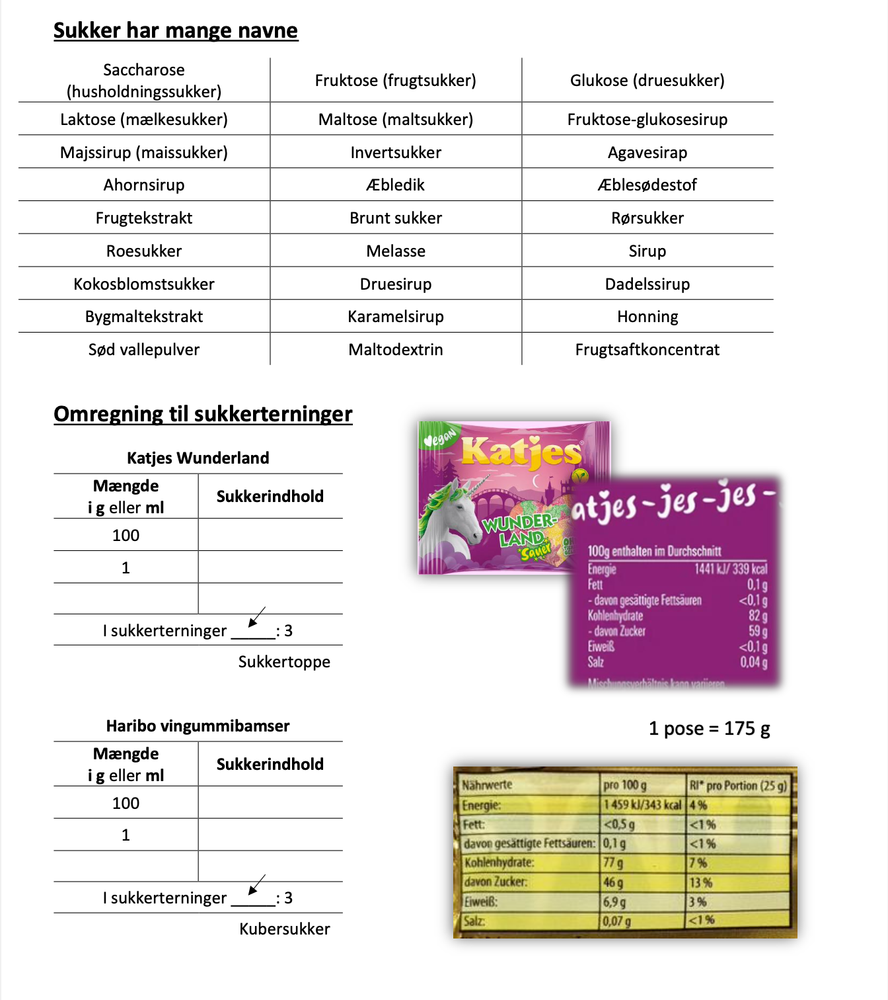 Sukker har mange navne
Saccharose
(husholdningssukker)
Fruktose (frugtsukker)
Glukose (druesukker)
Laktose (mælkesukker)
Maltose (maltsukker)
Fruktose-glukosesirup
Majssirup (maissukker)
Invertsukker
Agavesirap
Ahornsirup
Æbledik
Æblesødestof
Frugtekstrakt
Brunt sukker
Rørsukker
Roesukker
Melasse
Sirup
Kokosblomstsukker
Druesirup
Dadelssirup
Bygmaltekstrakt
Karamelsirup
Honning
Sød vallepulver
Maltodextrin
Frugtsaftkoncentrat
Omregning til sukkerterninger
Katjes Wunderland
Mængde
i g eller ml
Sukkerindhold
100
1
I sukkerterninger _____: 3
Sukkertoppe
Vegan
Katjes
WUNDER-
LAND
Sauer
atjes-jes-jes-
100g enthalten im Durchschnitt
Energie 1441 kJ/ 339 kcal
Fett 0,1 g
- davon gesättigte Fettsäuren <0,1 g
Kohlenhydrate 82 g
- davon Zucker 59 g
Eiweiß <0,1 g
Salz 0,04 g
Mischungsverhältnis kann variieren
Haribo vingummibamser
Mængde
i g eller ml
Sukkerindhold
100
1
I sukkerterninger _____: 3
Kubersukker
1 pose = 175 g
Nährwerte pro 100 g RI* pro Portion (25 g)
Energie: 1 459 kJ/343 kcal 4 %
Fett: <0,5 g <1 %
davon gesättigte Fettsäuren: 0,1 g <1 %
Kohlenhydrate: 77 g 7 %
davon Zucker: 46 g 13 %
Eiweiß: 6,9 g 3 %
Salz: 0,07 g <1 %